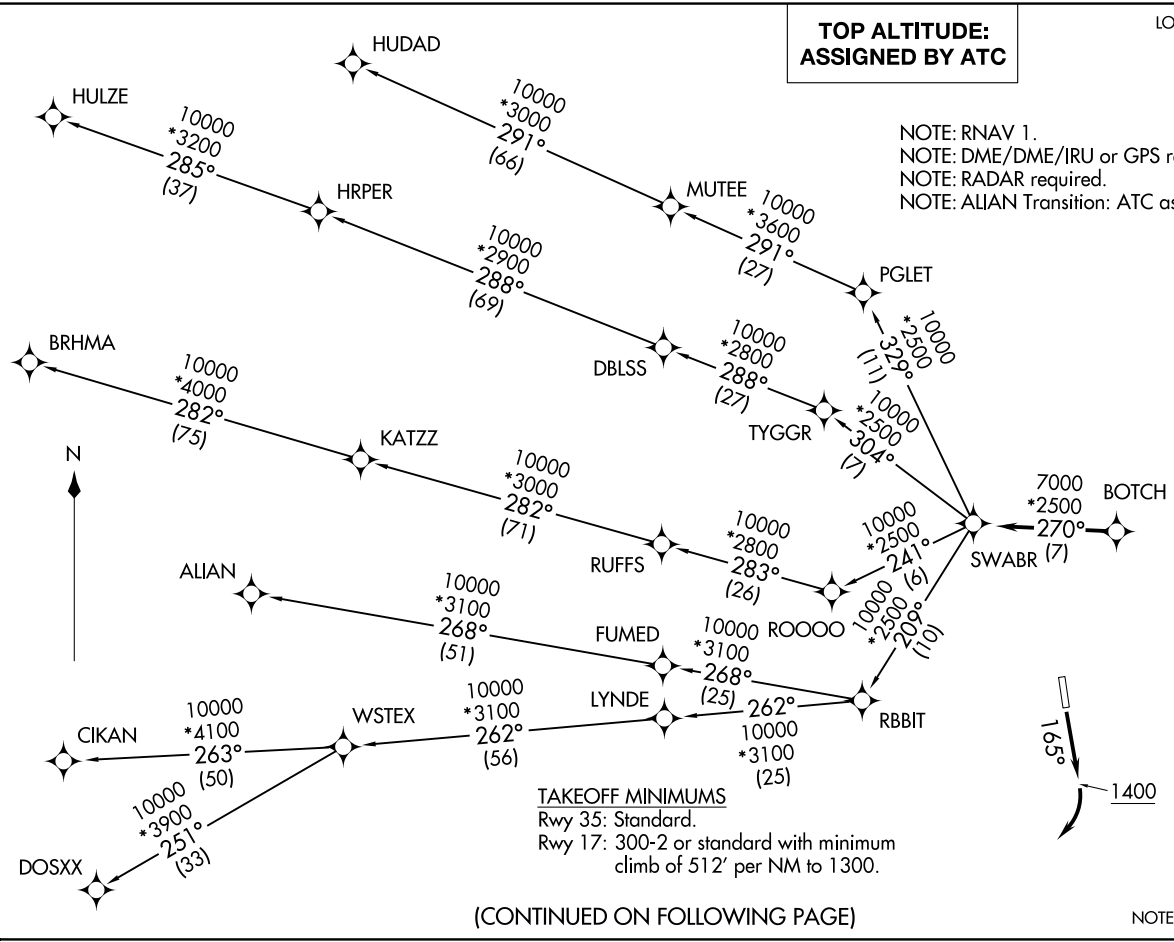 TOP ALTITUDE:
ASSIGNED BY ATC
LO
NOTE: RNAV 1.
NOTE: DME/DME/IRU or GPS r
NOTE: RADAR required.
NOTE: ALIAN Transition: ATC as
HUDAD
10000
*3000
291°
(66)
HULZE
10000
*3200
285°
(37)
HRPER
MUTEE
10000
*3600
291°
(27)
PGLET
10000
*2900
288°
(69)
10000
*2500
329°
(11)
BRHMA
10000
*4000
282°
(75)
DBLSS
10000
*2800
288°
(27)
TYGGR
10000
*2500
304°
(7)
N
KATZZ
10000
*3000
282°
(71)
7000
*2500
270°
(7)
BOTCH
SWABR
RUFFS
10000
*2800
283°
(26)
10000
*2500
241°
(6)
ROOOO
10000
*2500
209°
(10)
ALIAN
10000
*3100
268°
(51)
FUMED
10000
*3100
268°
(25)
RBBIT
LYNDE
262°
10000
*3100
(25)
WSTEX
10000
*3100
262°
(56)
CIKAN
10000
*4100
263°
(50)
10000
*3900
251°
(33)
DOSXX
165°
1400
TAKEOFF MINIMUMS
Rwy 35: Standard.
Rwy 17: 300-2 or standard with minimum
climb of 512' per NM to 1300.
(CONTINUED ON FOLLOWING PAGE)
NOTE